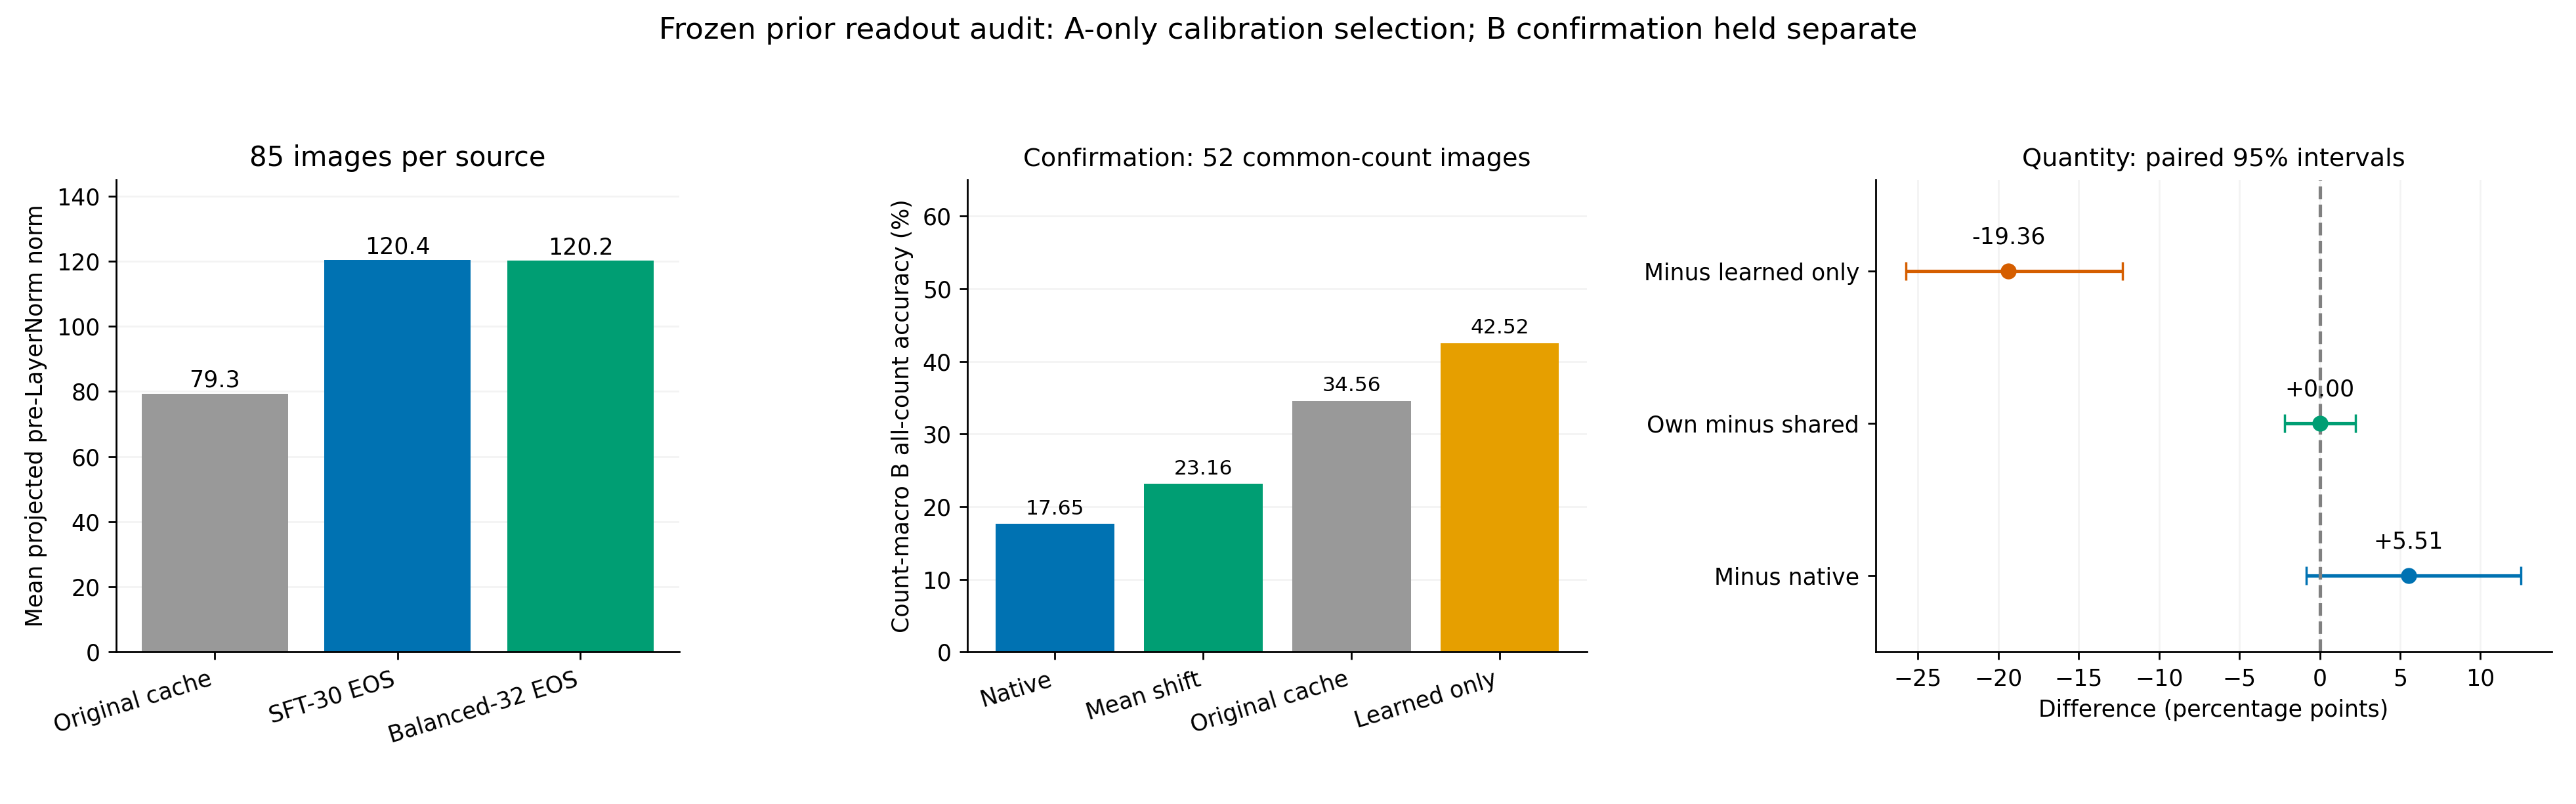 Frozen prior readout audit: A-only calibration selection; B confirmation held separate
85 images per source
Mean projected pre-LayerNorm norm
140
120
100
80
60
40
20
0
79.3
120.4
120.2
Original cache
SFT-30 EOS
Balanced-32 EOS
Confirmation: 52 common-count images
Count-macro B all-count accuracy (%)
60
50
40
30
20
10
0
17.65
23.16
34.56
42.52
Native
Mean shift
Original cache
Learned only
Quantity: paired 95% intervals
Minus learned only
Own minus shared
Minus native
-19.36
+0.00
+5.51
−25
−20
−15
−10
−5
0
5
10
Difference (percentage points)